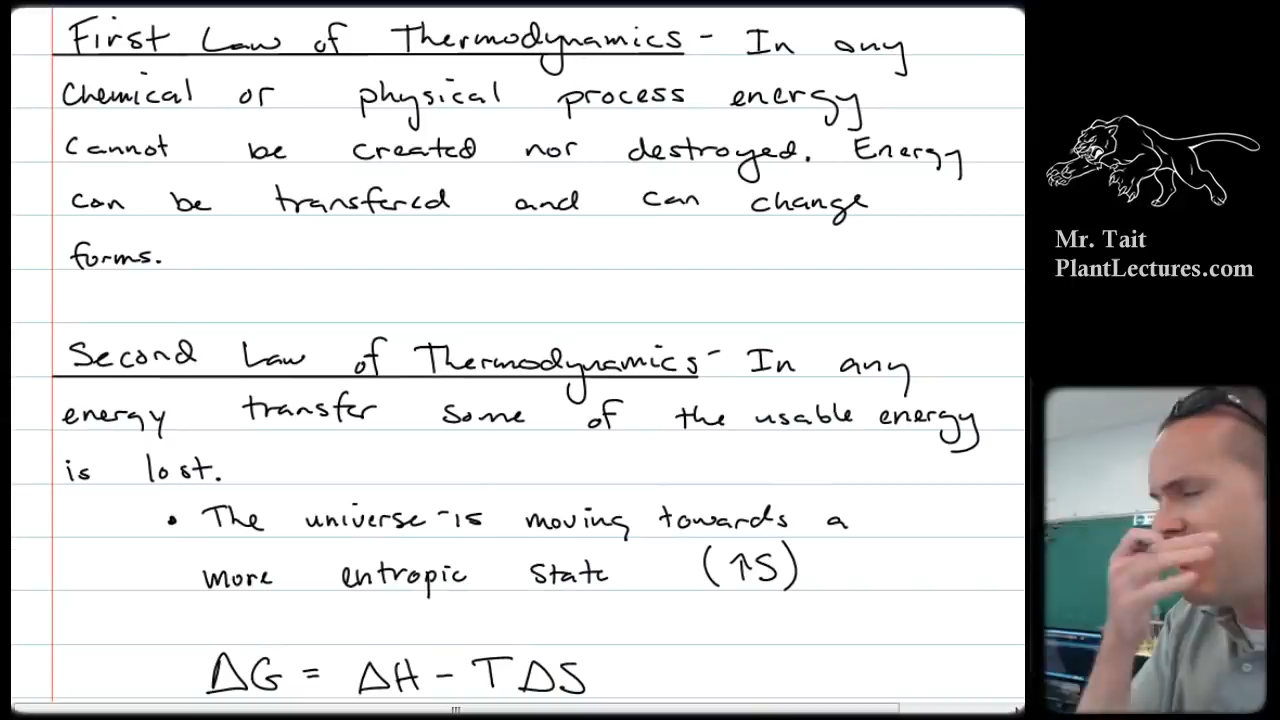 First Law of Thermodynamics - In any
chemical or physical process energy
cannot be created nor destroyed. Energy
can be transfered and can change
forms.
Second Law of Thermodynamics - In any
energy transfer some of the usable energy
is lost.
• The universe is moving towards a
more entropic state (↑S)
ΔG = ΔH - TΔS
Mr. Tait
PlantLectures.com